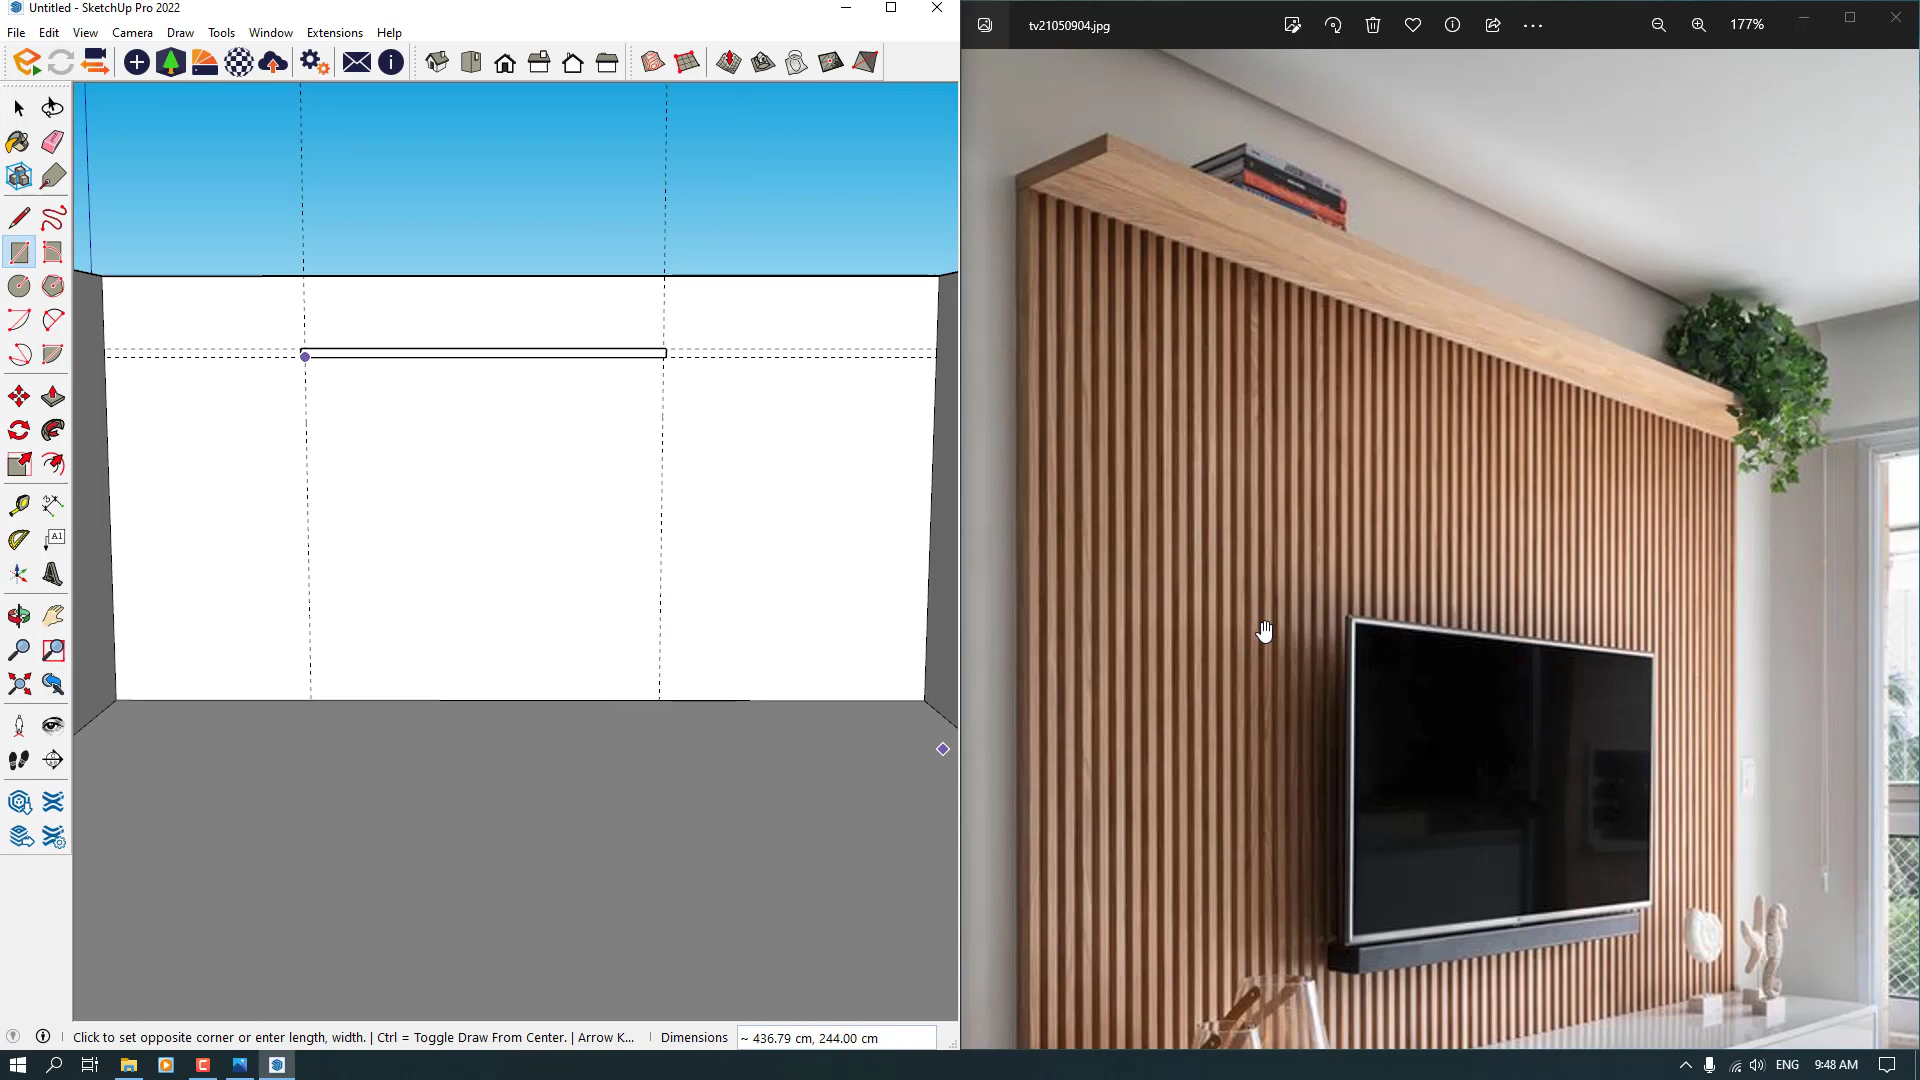 Untitled - SketchUp Pro 2022
File Edit View Camera Draw Tools Window Extensions Help
tv21050904.jpg
177%
A1
Click to set opposite corner or enter length, width. | Ctrl = Toggle Draw From Center. | Arrow K...
Dimensions
~ 436.79 cm, 244.00 cm
ENG
9:48 AM